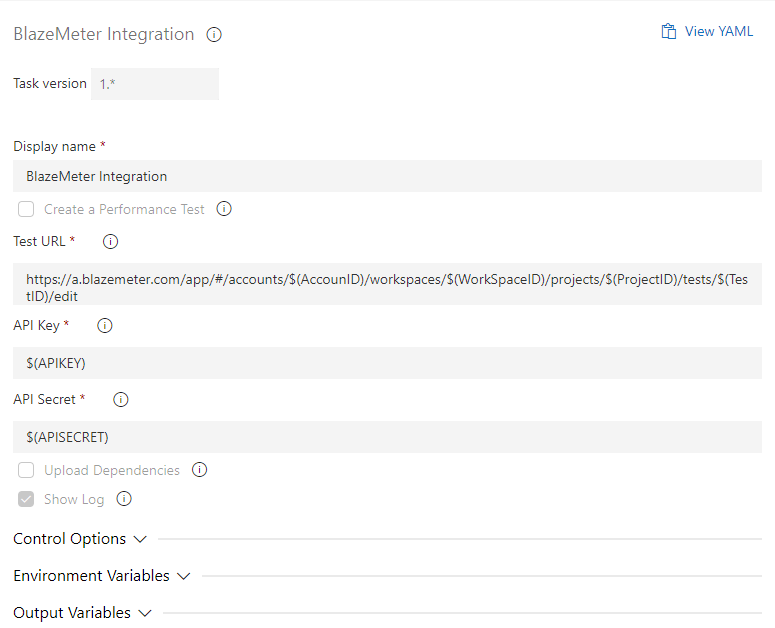 BlazeMeter Integration
View YAML
Task version 1.*
Display name *
BlazeMeter Integration
Create a Performance Test
Test URL *
https://a.blazemeter.com/app/#/accounts/$(AccounID)/workspaces/$(WorkSpaceID)/projects/$(ProjectID)/tests/$(Tes
tID)/edit
API Key *
$(APIKEY)
API Secret *
$(APISECRET)
Upload Dependencies
Show Log
Control Options
Environment Variables
Output Variables